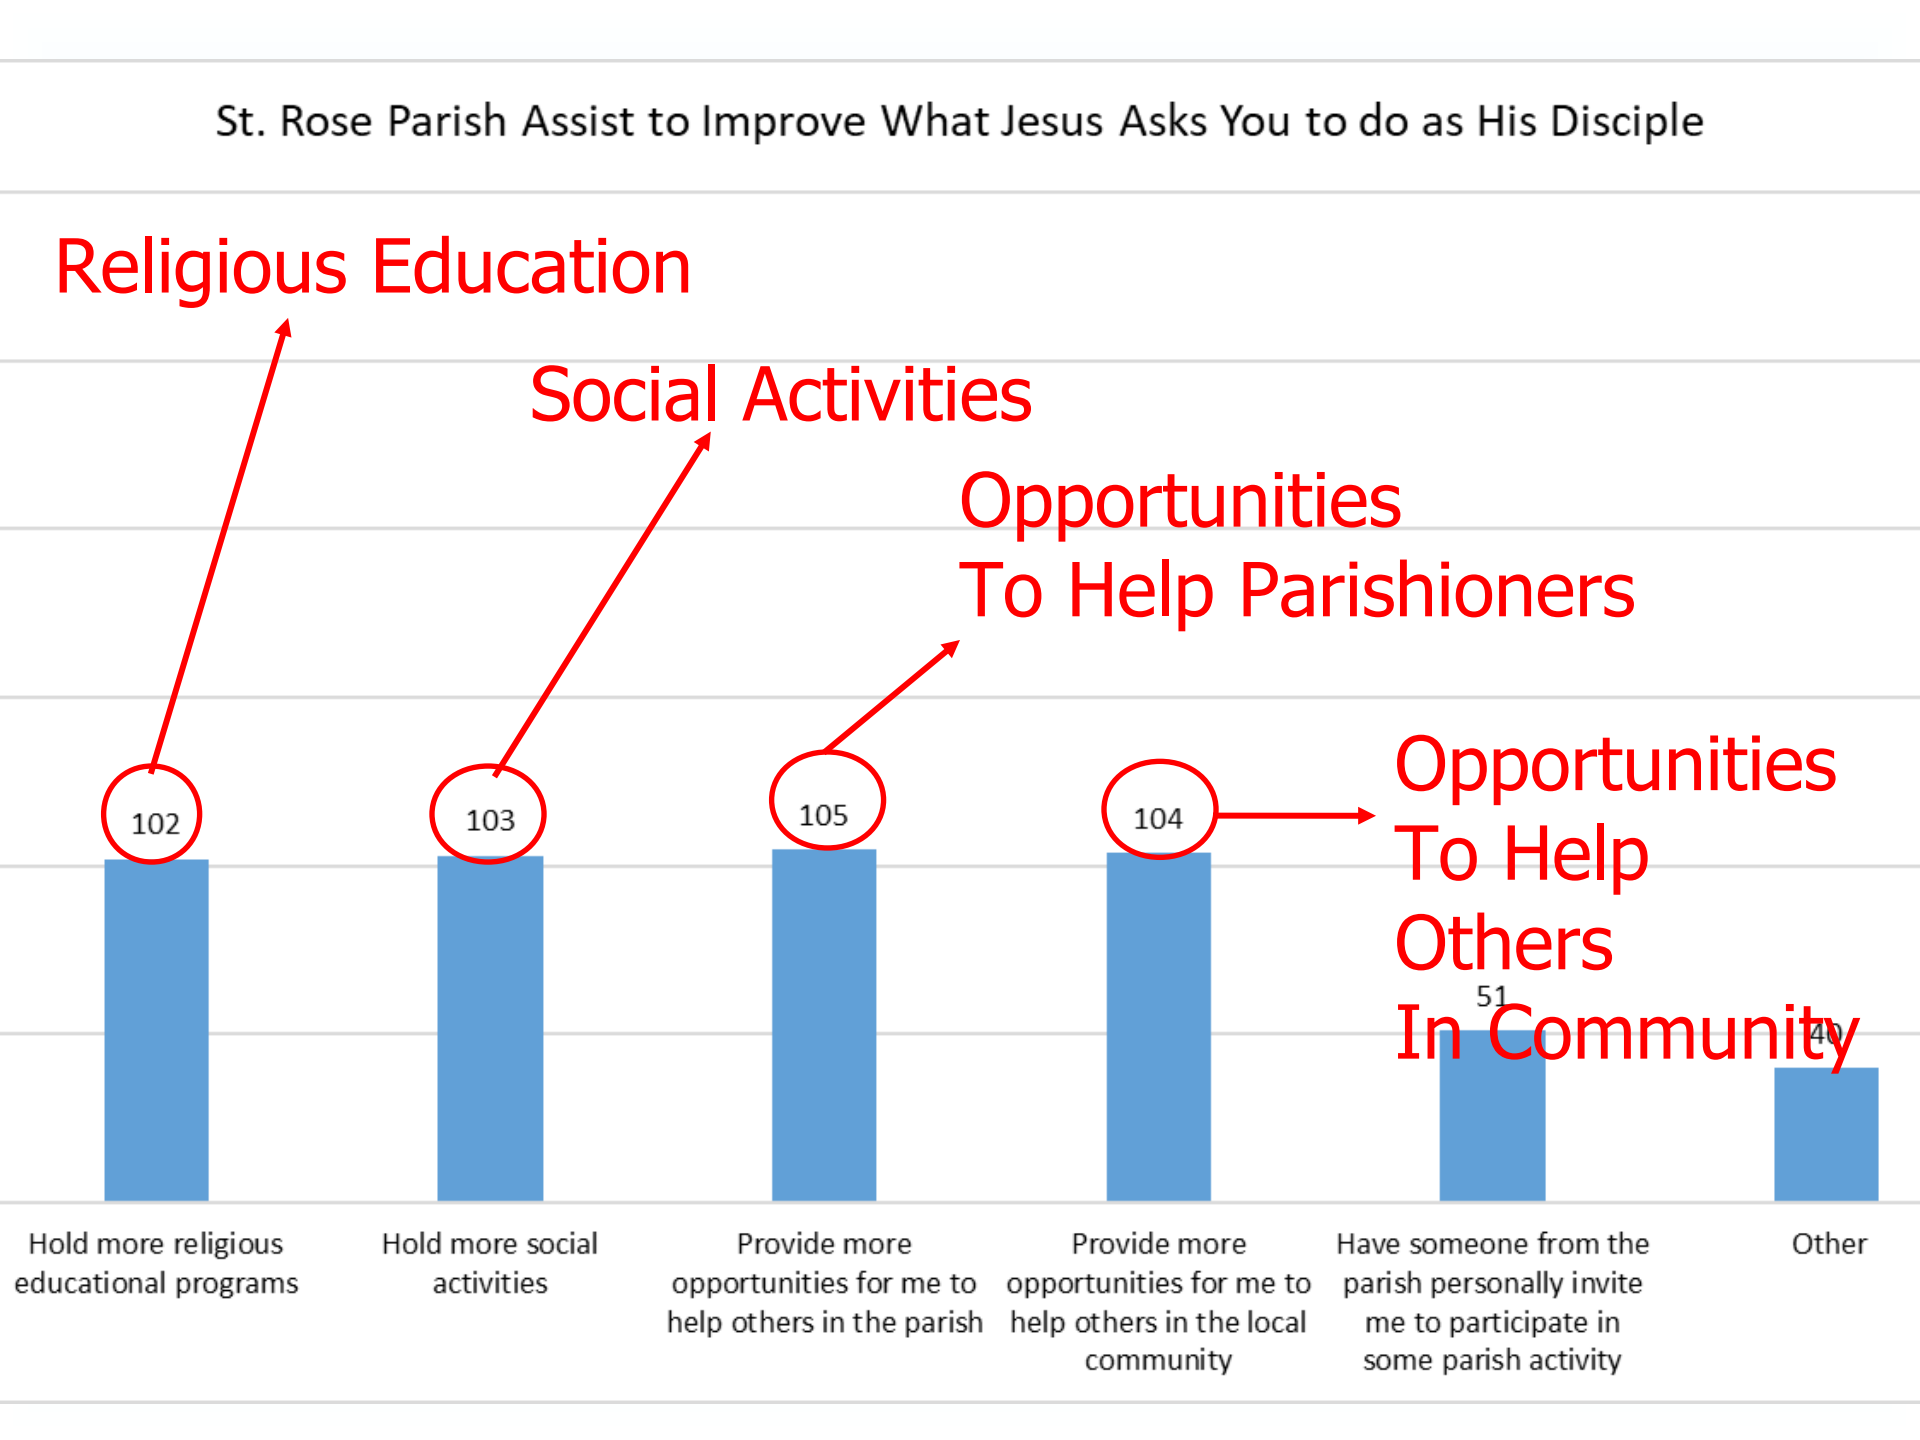 St. Rose Parish Assist to Improve What Jesus Asks You to do as His Disciple
Religious Education
Social Activities
Opportunities
To Help Parishioners
Opportunities
To Help
Others
In Community
102
103
105
104
51
40
Hold more religious
educational programs
Hold more social
activities
Provide more
opportunities for me to
help others in the parish
Provide more
opportunities for me to
help others in the local
community
Have someone from the
parish personally invite
me to participate in
some parish activity
Other